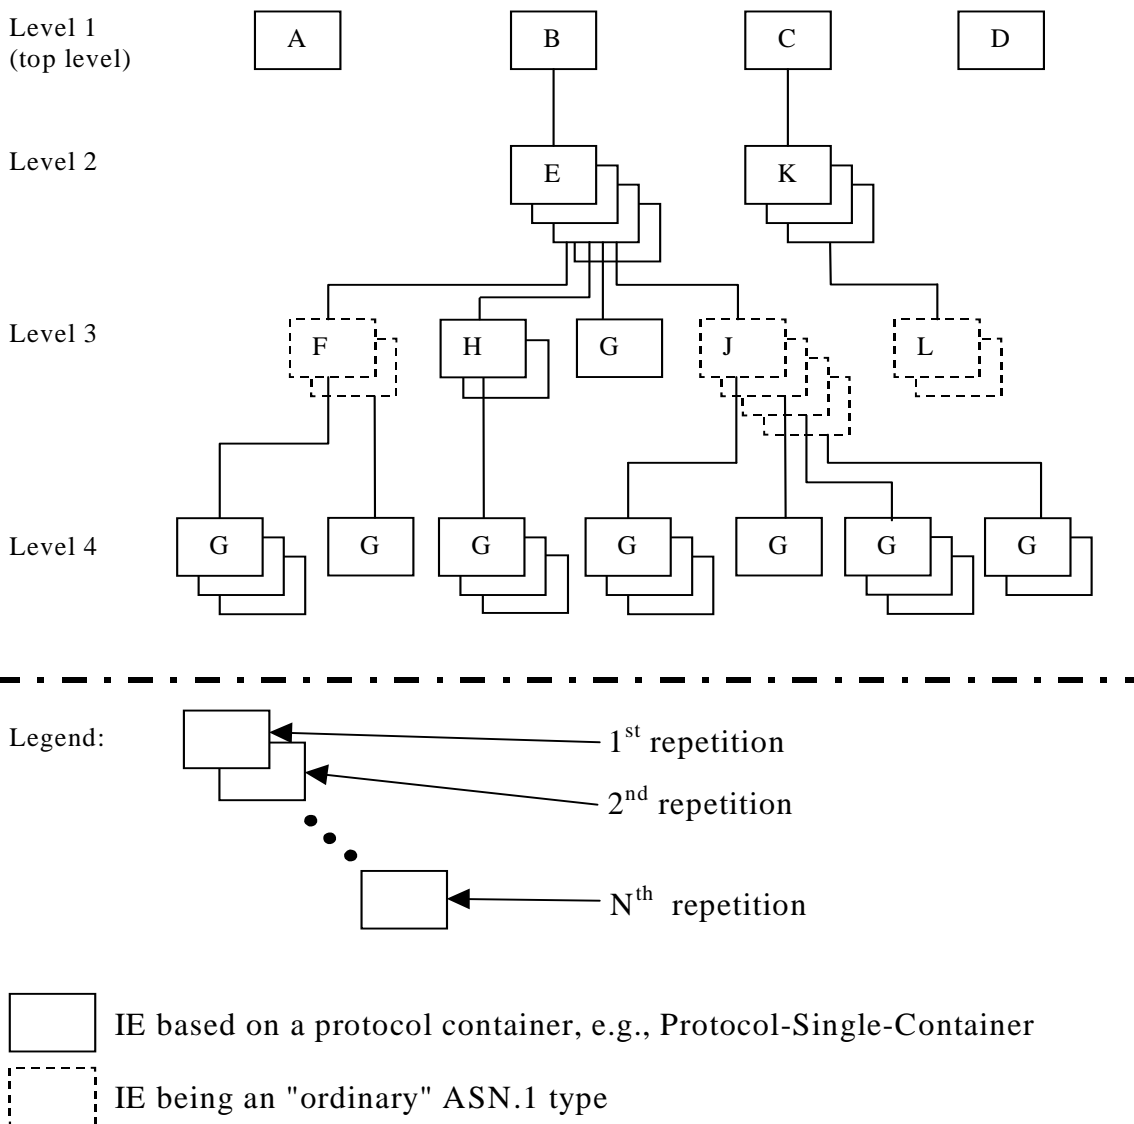 Level 1
(top level)
A B C D
Level 2
E K
Level 3
F H G J L
Level 4
G G G G G G G
Legend:
1st repetition
2nd repetition
Nth repetition
IE based on a protocol container, e.g., Protocol-Single-Container
IE being an "ordinary" ASN.1 type